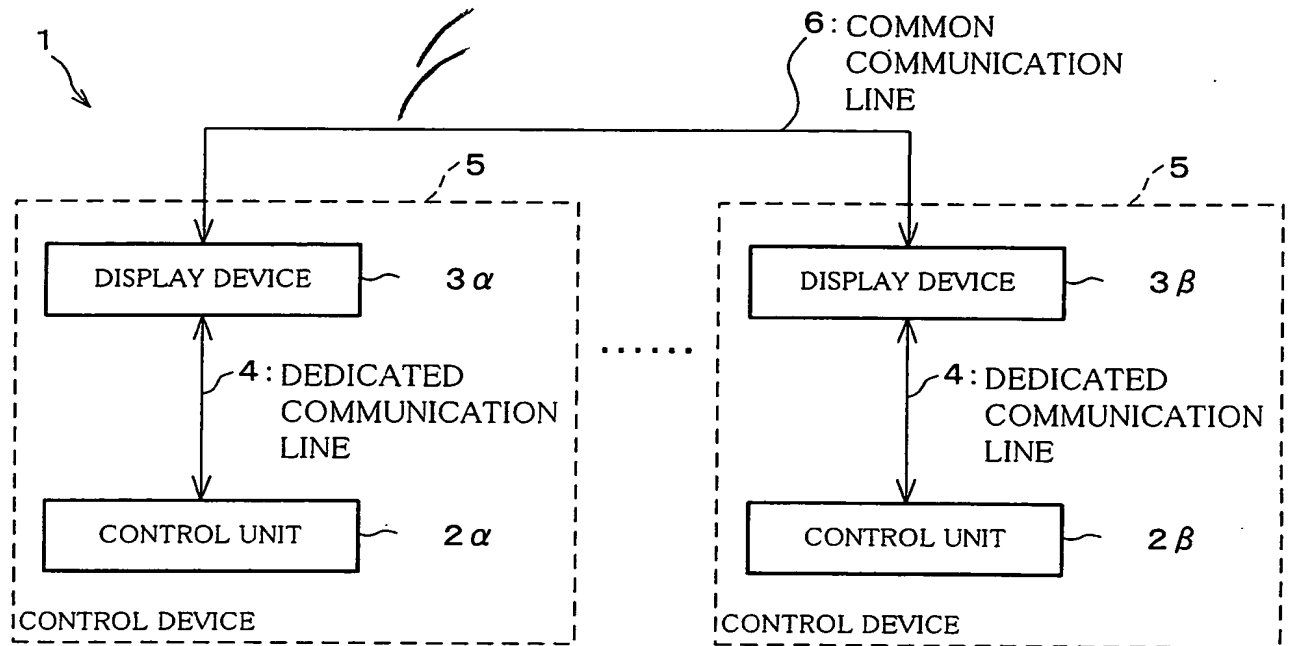 1
6: COMMON
COMMUNICATION
LINE
5
5
DISPLAY DEVICE
3α
DISPLAY DEVICE
3β
......
4: DEDICATED
COMMUNICATION
LINE
4: DEDICATED
COMMUNICATION
LINE
CONTROL UNIT
2α
CONTROL UNIT
2β
CONTROL DEVICE
CONTROL DEVICE